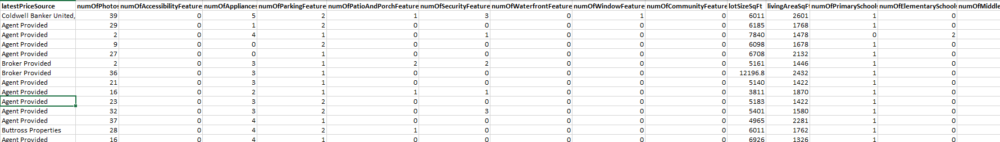 latestPriceSource numOfPhotos numOfAccessibilityFeature numOfAppliances numOfParkingFeature numOfPatioAndPorchFeature numOfSecurityFeature numOfWaterfrontFeature numOfWindowFeature numOfCommunityFeature lotSizeSqFt livingAreaSqFt numOfPrimarySchools numOfElementarySchools numOfMiddle
Coldwell Banker United, 39 0 5 2 1 3 0 1 0 6011 2601 1 0
Agent Provided 29 0 1 2 0 0 0 0 0 6185 1768 1 0
Agent Provided 2 0 4 1 0 1 0 0 0 7840 1478 0 2
Agent Provided 9 0 0 2 0 0 0 0 0 6098 1678 1 0
Agent Provided 27 0 0 1 0 0 0 0 0 6708 2132 1 0
Broker Provided 2 0 3 1 2 2 0 0 0 5161 1446 1 0
Broker Provided 36 0 3 1 0 0 0 0 0 12196.8 2432 1 0
Agent Provided 21 0 3 1 0 0 0 0 0 5140 1422 1 0
Agent Provided 16 0 2 1 1 1 0 0 0 3811 1870 1 0
Agent Provided 23 0 3 2 0 0 0 0 0 5183 1422 1 0
Agent Provided 32 0 3 2 0 3 0 0 0 5401 1580 1 0
Agent Provided 37 0 4 1 0 0 0 0 0 4965 2281 1 0
Buttross Properties 28 0 4 2 1 0 0 0 0 6011 1762 1 0
Agent Provided 16 0 4 1 0 0 0 0 0 6926 1326 1 0